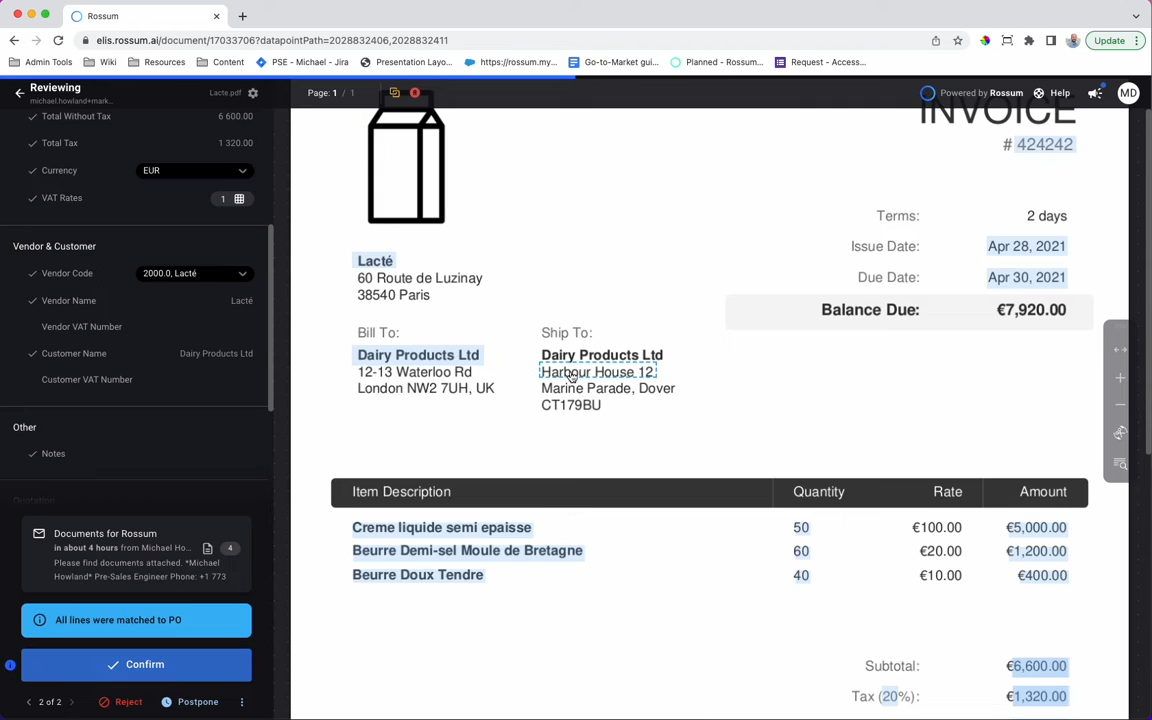 Rossum
elis.rossum.ai/document/17033706?datapointPath=2028832406,2028832411
Update
Admin Tools
Wiki
Resources
Content
PSE - Michael - Jira
Presentation Layo...
https://rossum.my...
Go-to-Market gui...
Planned - Rossum...
Request - Access...
Reviewing
michael.howland+mark...
Lacte.pdf
Page: 1 / 1
Powered by Rossum
Help
MD
Total Without Tax 6 600.00
Total Tax 1 320.00
Currency EUR
VAT Rates 1
Vendor & Customer
Vendor Code 2000.0, Lacté
Vendor Name Lacté
Vendor VAT Number
Customer Name Dairy Products Ltd
Customer VAT Number
Other
Notes
Quotation
Documents for Rossum
in about 4 hours from Michael Ho... 4
Please find documents attached. *Michael
Howland* Pre-Sales Engineer Phone: +1 773
All lines were matched to PO
Confirm
2 of 2
Reject
Postpone
INVOICE
# 424242
Terms: 2 days
Issue Date: Apr 28, 2021
Due Date: Apr 30, 2021
Balance Due: €7,920.00
Lacté
60 Route de Luzinay
38540 Paris
Bill To:
Dairy Products Ltd
12-13 Waterloo Rd
London NW2 7UH, UK
Ship To:
Dairy Products Ltd
Harbour House 12
Marine Parade, Dover
CT179BU
Item Description Quantity Rate Amount
Creme liquide semi epaisse 50 €100.00 €5,000.00
Beurre Demi-sel Moule de Bretagne 60 €20.00 €1,200.00
Beurre Doux Tendre 40 €10.00 €400.00
Subtotal: €6,600.00
Tax (20%): €1,320.00